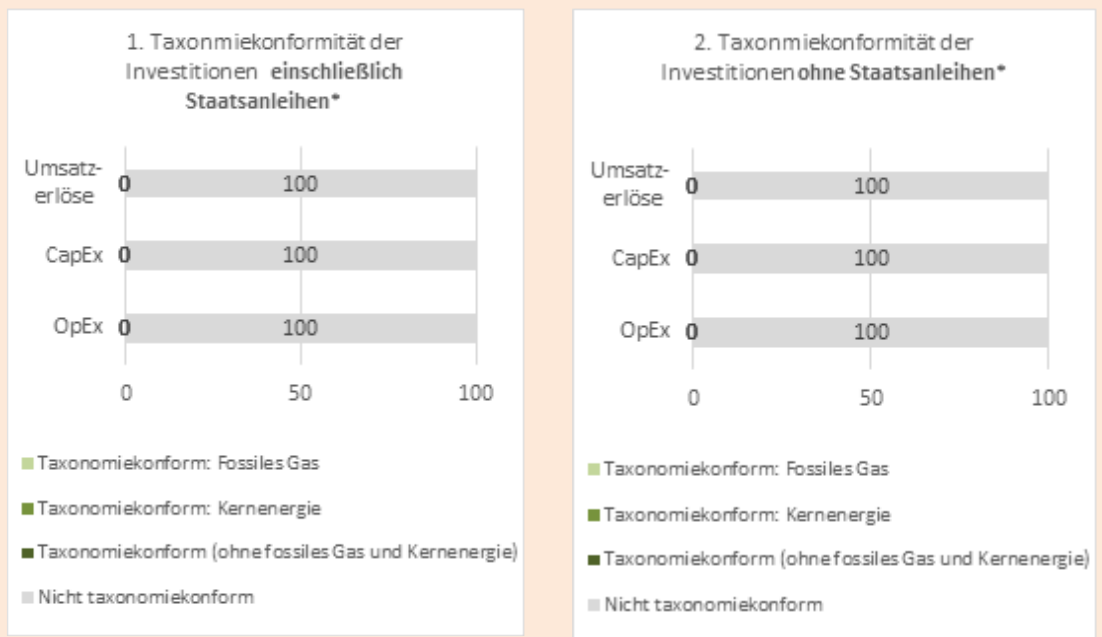 1. Taxonmiekonformität der
Investitionen einschließlich
Staatsanleihen*
Umsatz-
erlöse
0
100
CapEx
0
100
OpEx
0
100
0
50
100
Taxonomiekonform: Fossiles Gas
Taxonomiekonform: Kernenergie
Taxonomiekonform (ohne fossiles Gas und Kernenergie)
Nicht taxonomiekonform
2. Taxonmiekonformität der
Investitionen ohne Staatsanleihen*
Umsatz-
erlöse
0
100
CapEx
0
100
OpEx
0
100
0
50
100
Taxonomiekonform: Fossiles Gas
Taxonomiekonform: Kernenergie
Taxonomiekonform (ohne fossiles Gas und Kernenergie)
Nicht taxonomiekonform